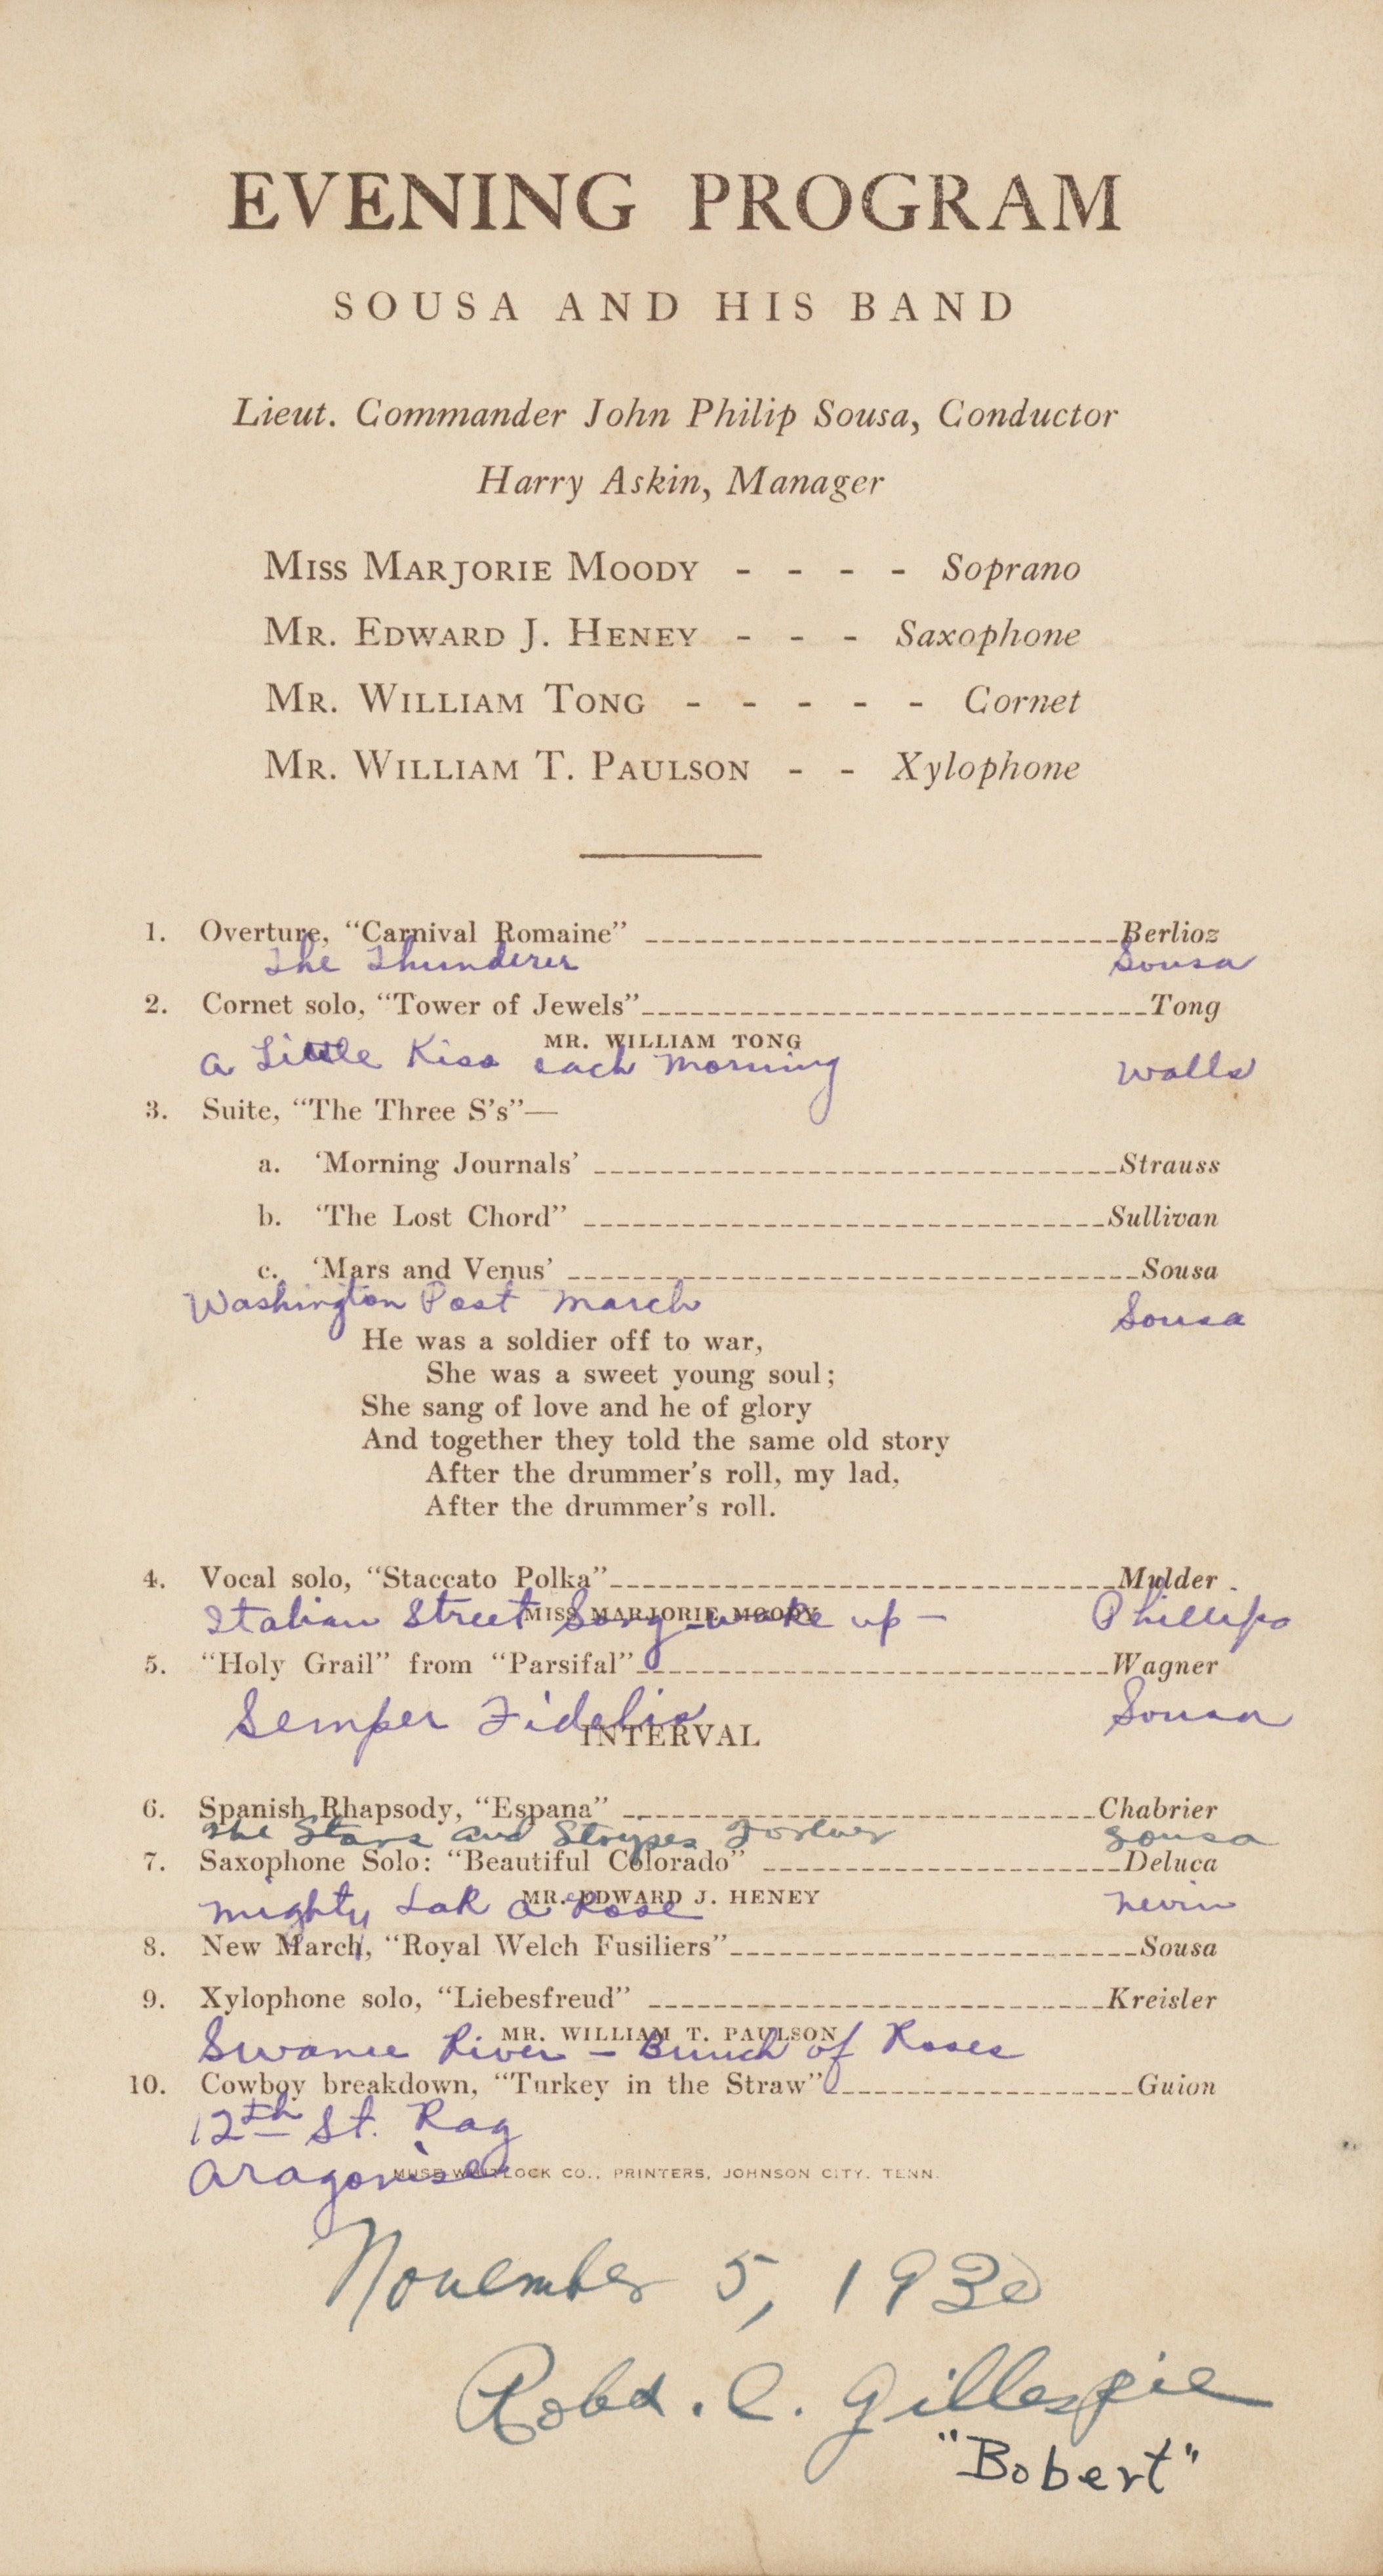 EVENING PROGRAM
SOUSA AND HIS BAND
Lieut. Commander John Philip Sousa, Conductor
Harry Askin, Manager
MISS MARJORIE MOODY - - - - Soprano
MR. EDWARD J. HENEY - - - Saxophone
MR. WILLIAM TONG - - - - - Cornet
MR. WILLIAM T. PAULSON - - Xylophone
1. Overture, “Carnival Romaine” Berlioz
The Thunderer Sousa
2. Cornet solo, “Tower of Jewels” Tong
MR. WILLIAM TONG
a Little Kiss each morning Walls
3. Suite, “The Three S’s”—
a. ‘Morning Journals’ Strauss
b. ‘The Lost Chord” Sullivan
c. ‘Mars and Venus’ Sousa
Washington Post March Sousa
He was a soldier off to war,
She was a sweet young soul;
She sang of love and he of glory
And together they told the same old story
After the drummer’s roll, my lad,
After the drummer’s roll.
4. Vocal solo, “Staccato Polka” Mulder
MISS MARJORIE MOODY
Italian Street Song - wake up - Phillips
5. “Holy Grail” from “Parsifal” Wagner
Semper Fidelis Sousa
INTERVAL
6. Spanish Rhapsody, “Espana” Chabrier
The Stars and Strypes Forever Sousa
7. Saxophone Solo: “Beautiful Colorado” Deluca
MR. EDWARD J. HENEY
Mighty Lak a Rose Nevin
8. New March, “Royal Welch Fusiliers” Sousa
9. Xylophone solo, “Liebesfreud” Kreisler
MR. WILLIAM T. PAULSON
Swanee River - Bunch of Roses
10. Cowboy breakdown, “Turkey in the Straw” Guion
12th St. Rag
MUSE-WHITLOCK CO., PRINTERS, JOHNSON CITY, TENN.
Aragonise
November 5, 1930
Robt. C. Gillespie
"Bobert"